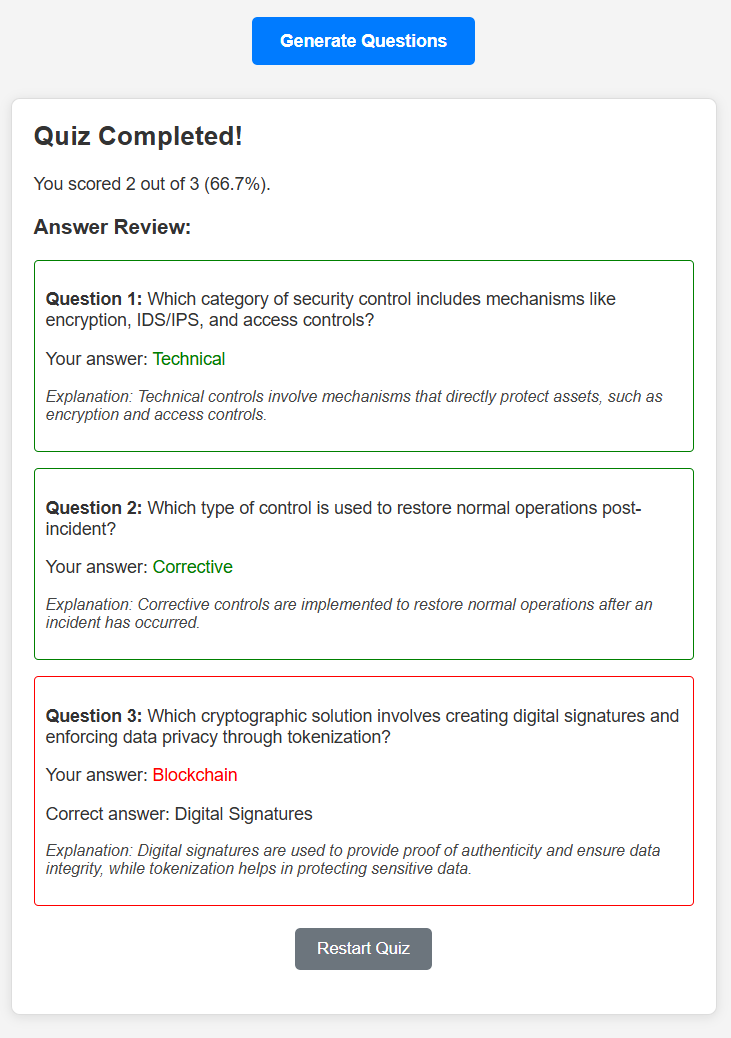 Generate Questions
Quiz Completed!
You scored 2 out of 3 (66.7%).
Answer Review:
Question 1: Which category of security control includes mechanisms like
encryption, IDS/IPS, and access controls?
Your answer: Technical
Explanation: Technical controls involve mechanisms that directly protect assets, such as
encryption and access controls.
Question 2: Which type of control is used to restore normal operations post-
incident?
Your answer: Corrective
Explanation: Corrective controls are implemented to restore normal operations after an
incident has occurred.
Question 3: Which cryptographic solution involves creating digital signatures and
enforcing data privacy through tokenization?
Your answer: Blockchain
Correct answer: Digital Signatures
Explanation: Digital signatures are used to provide proof of authenticity and ensure data
integrity, while tokenization helps in protecting sensitive data.
Restart Quiz